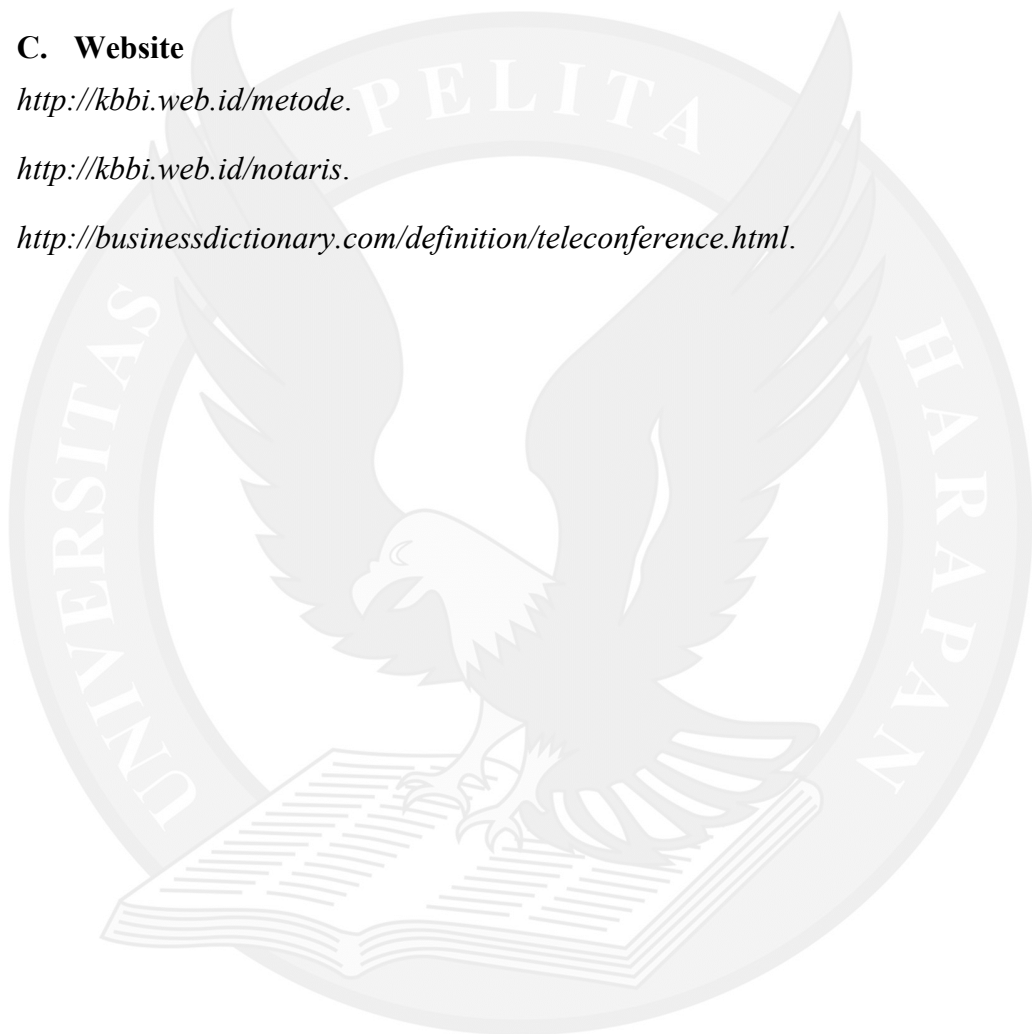 C. Website
http://kbbi.web.id/metode.
http://kbbi.web.id/notaris.
http://businessdictionary.com/definition/teleconference.html.
UNIVERSITAS PELITA HARAPAN